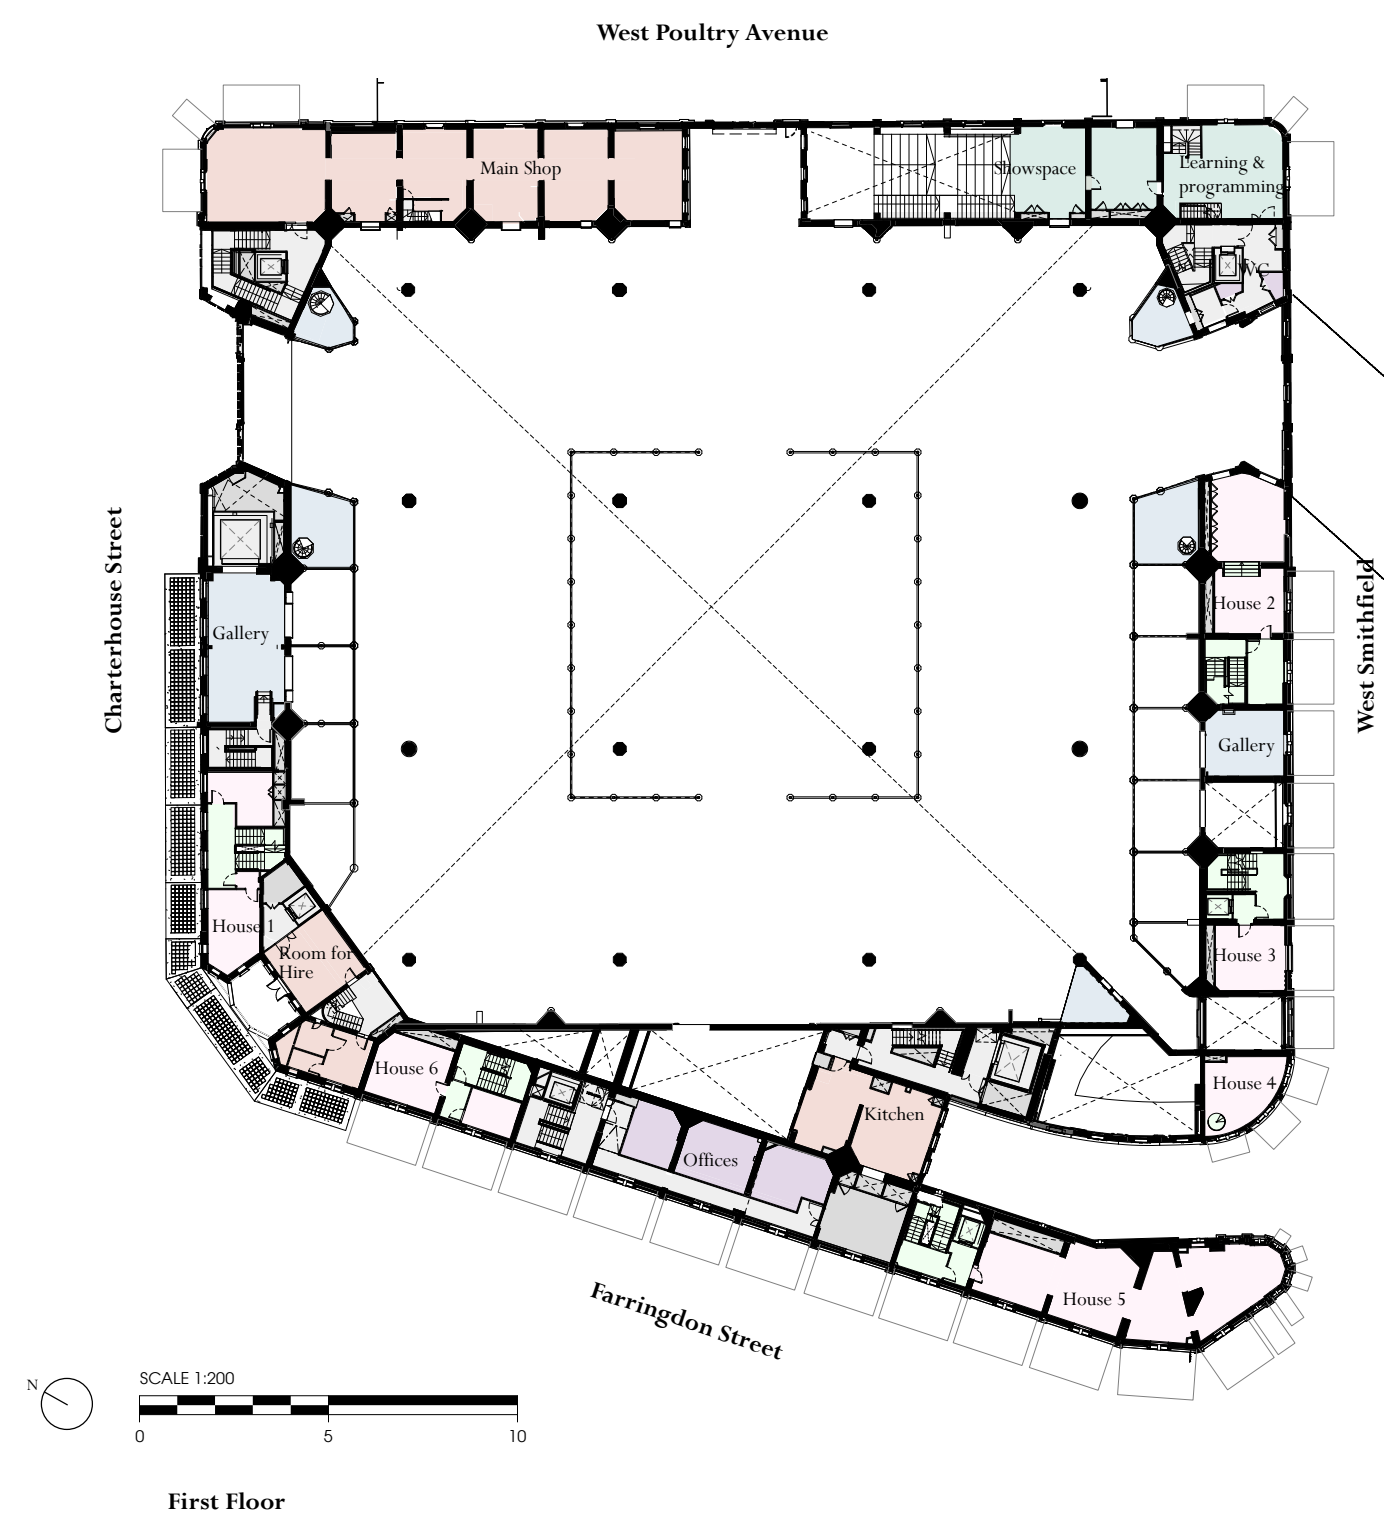 West Poultry Avenue
Main Shop
Showspace
Learning &
programming
WC
Charterhouse Street
West Smithfield
Gallery
House 2
Gallery
House 1
Room for
Hire
House 3
House 6
House 4
Kitchen
Offices
House 5
Farringdon Street
SCALE 1:200
N
0 5 10
First Floor